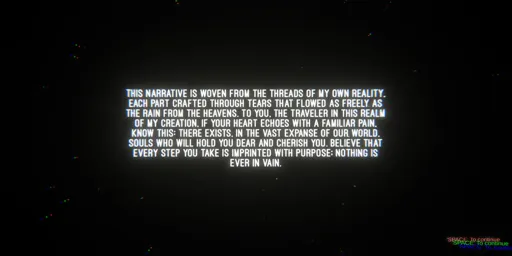 THIS NARRATIVE IS WOVEN FROM THE THREADS OF MY OWN REALITY,
EACH PART CRAFTED THROUGH TEARS THAT FLOWED AS FREELY AS
THE RAIN FROM THE HEAVENS. TO YOU, THE TRAVELER IN THIS REALM
OF MY CREATION, IF YOUR HEART ECHOES WITH A FAMILIAR PAIN,
KNOW THIS: THERE EXISTS, IN THE VAST EXPANSE OF OUR WORLD,
SOULS WHO WILL HOLD YOU DEAR AND CHERISH YOU. BELIEVE THAT
EVERY STEP YOU TAKE IS IMPRINTED WITH PURPOSE; NOTHING IS
EVER IN VAIN.
SPACE to continue